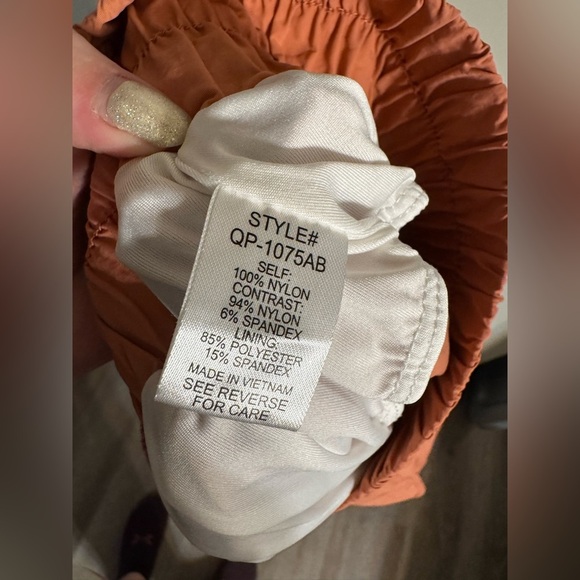 STYLE#
QP-1075AB
SELF:
100% NYLON
CONTRAST:
94% NYLON
6% SPANDEX
LINING:
85% POLYESTER
15% SPANDEX
MADE IN VIETNAM
SEE REVERSE
FOR CARE